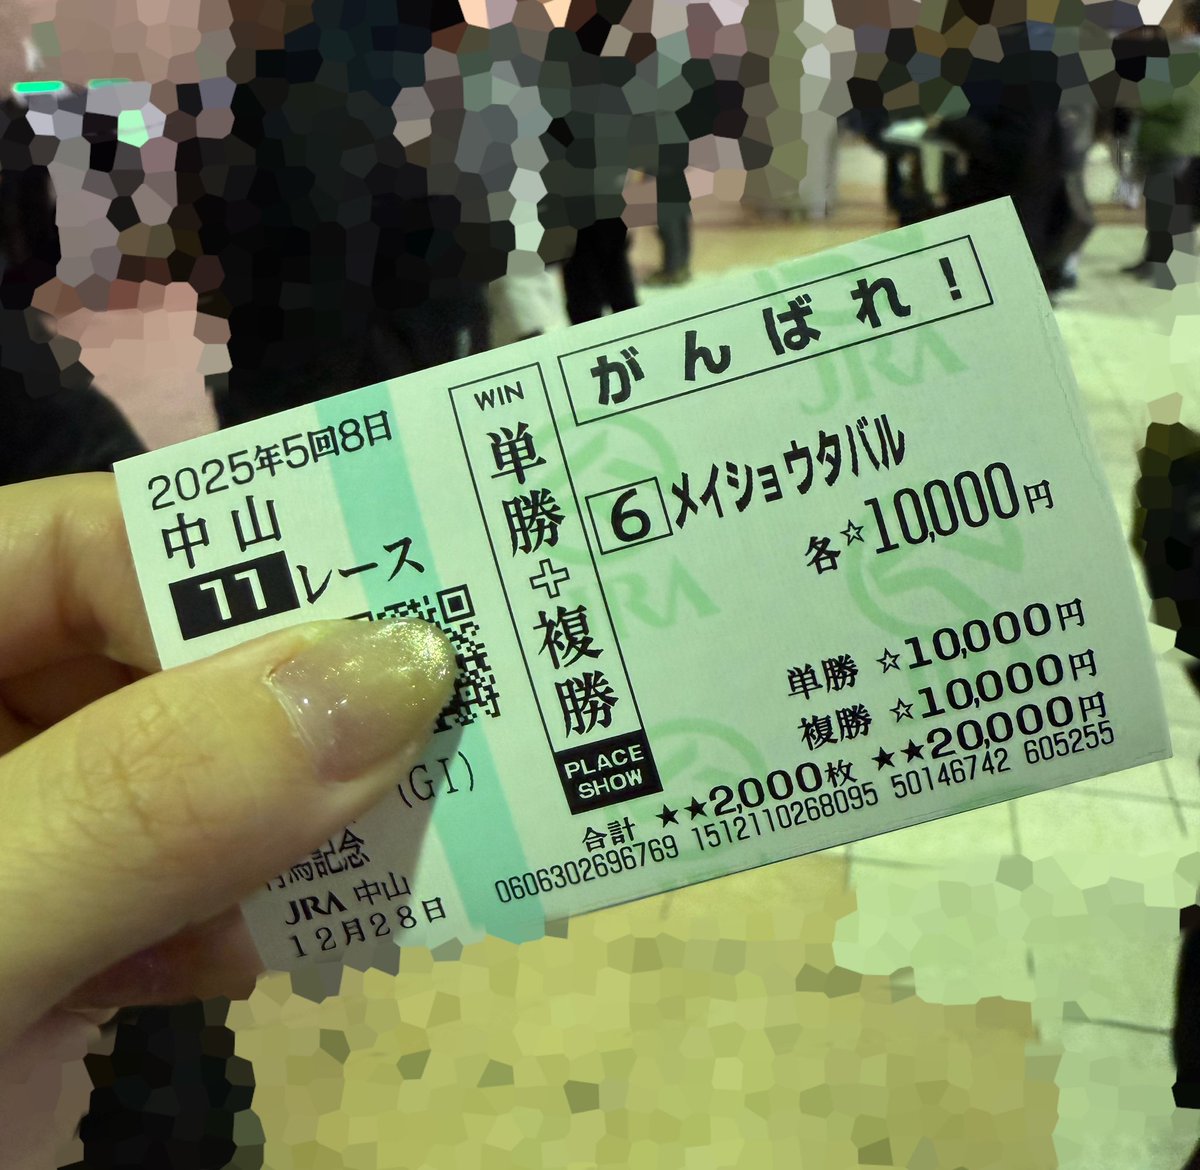 2025年5回8日
中山
11レース
(GⅠ)
馬記念
JRA 中山
12月28日
WIN
単勝+複勝
PLACE
SHOW
がんばれ!
6 メイショウタバル
各☆10,000円
単勝 ☆10,000円
複勝 ☆10,000円
合計 ★★2,000枚 ★★20,000円
0606302696769 1512110268095 50146742 605255
JRA
JRA